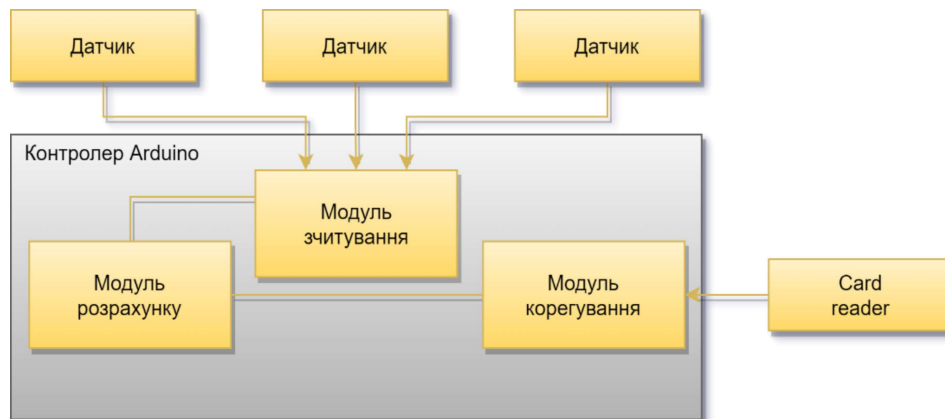 Датчик
Датчик
Датчик
Контролер Arduino
Модуль
зчитування
Модуль
розрахунку
Модуль
корегування
Card
reader